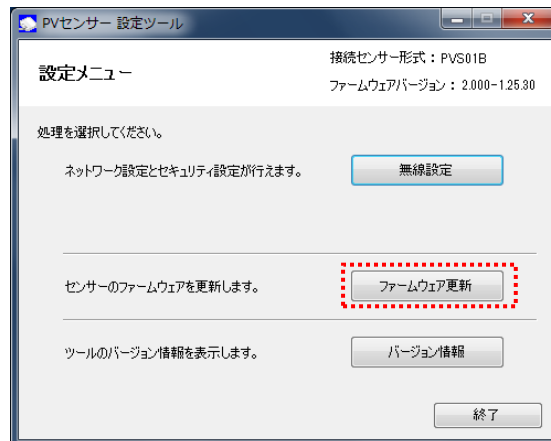 PVセンサー 設定ツール
設定メニュー
接続センサー形式：PVS01B
ファームウェアバージョン：2.000-1.25.30
処理を選択してください。
ネットワーク設定とセキュリティ設定が行えます。
無線設定
センサーのファームウェアを更新します。
ファームウェア更新
ツールのバージョン情報を表示します。
バージョン情報
終了